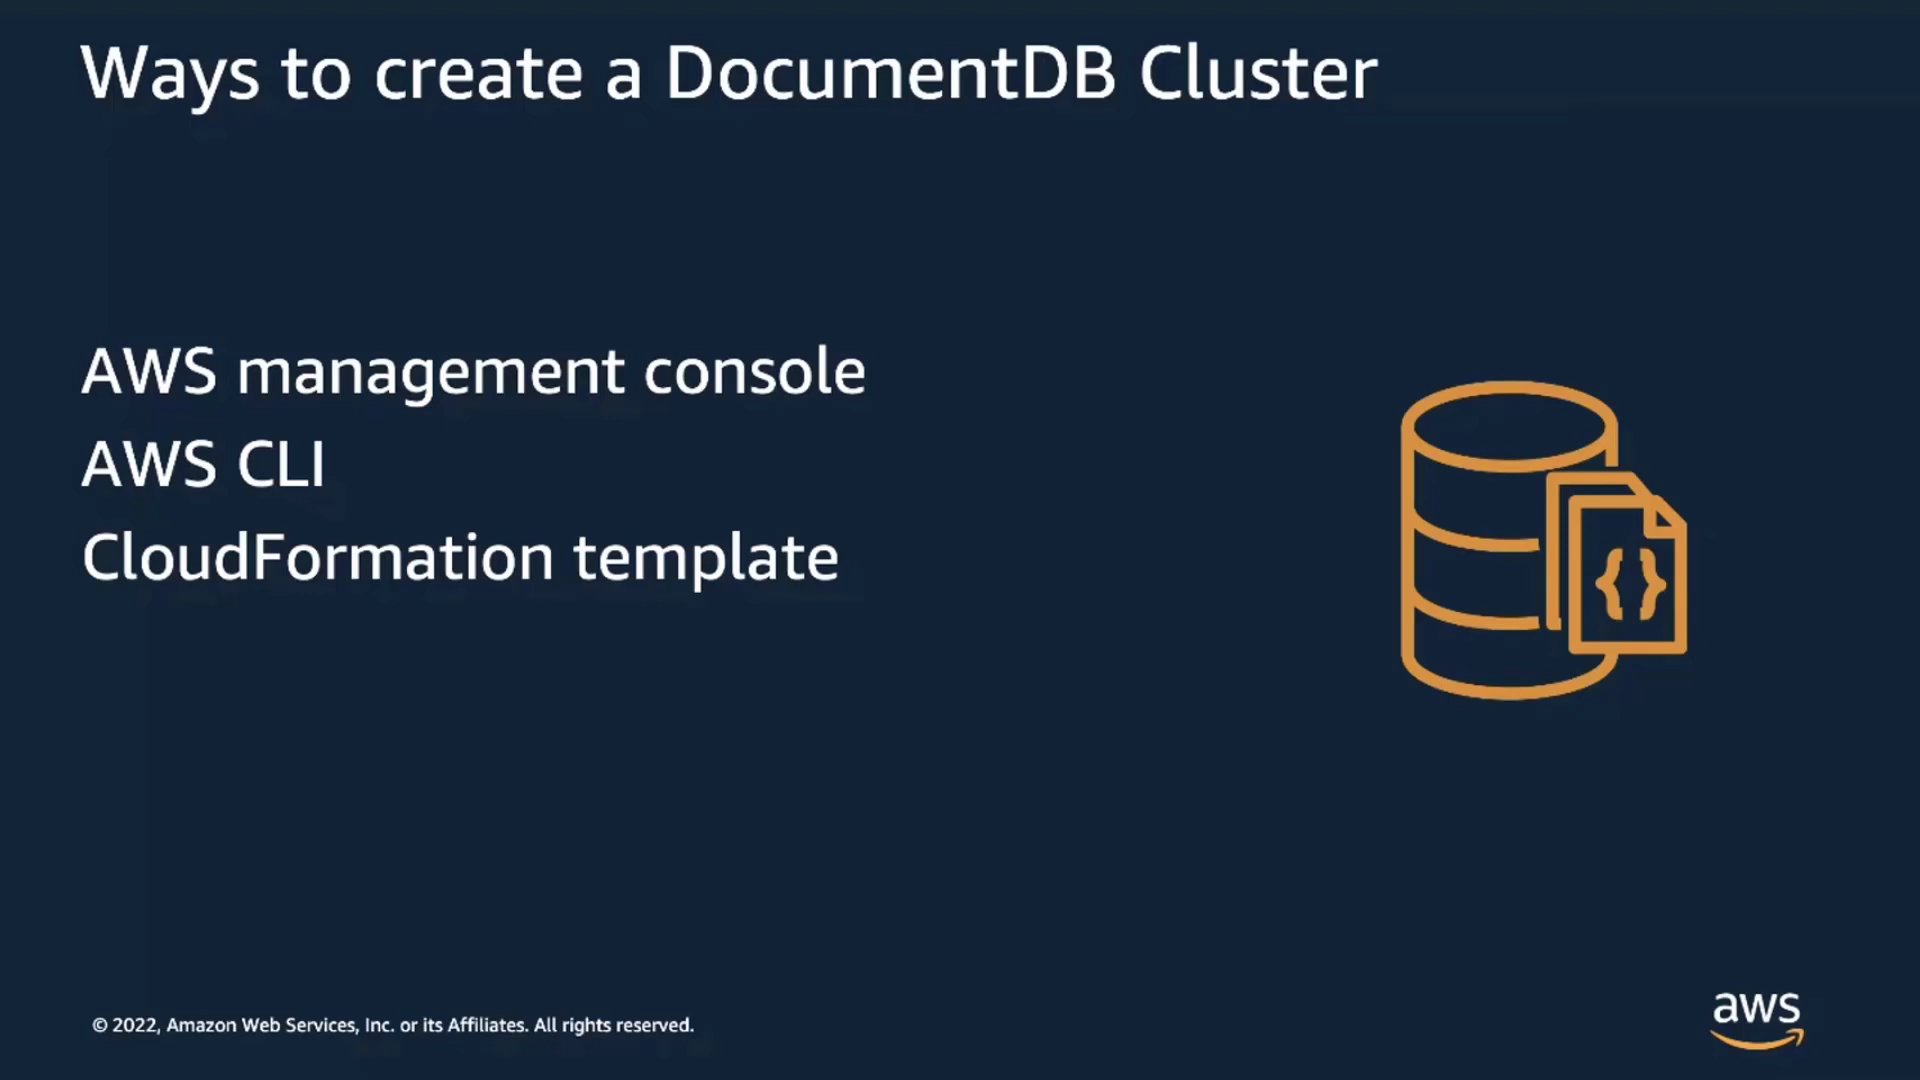 Ways to create a DocumentDB Cluster
AWS management console
AWS CLI
CloudFormation template
{}
© 2022, Amazon Web Services, Inc. or its Affiliates. All rights reserved.
aws